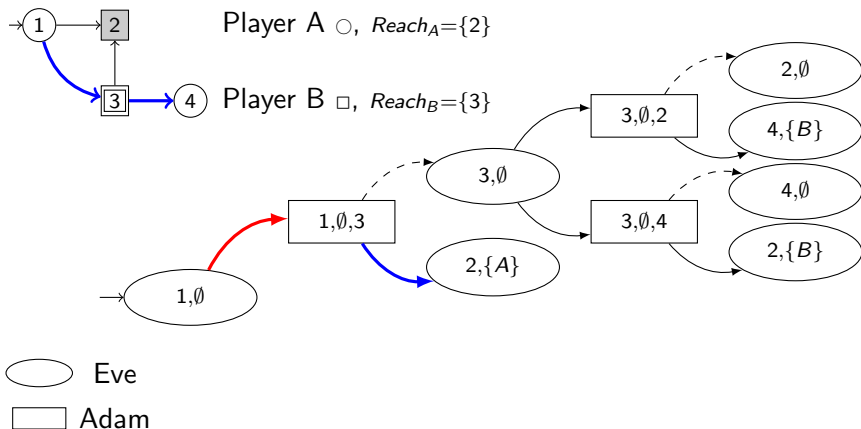 1 2 Player A ○, Reach_A={2}
3 4 Player B □, Reach_B={3}
2,∅
3,∅,2
4,{B}
3,∅
4,∅
1,∅,3 3,∅,4
2,{B}
2,{A}
1,∅
Eve
Adam